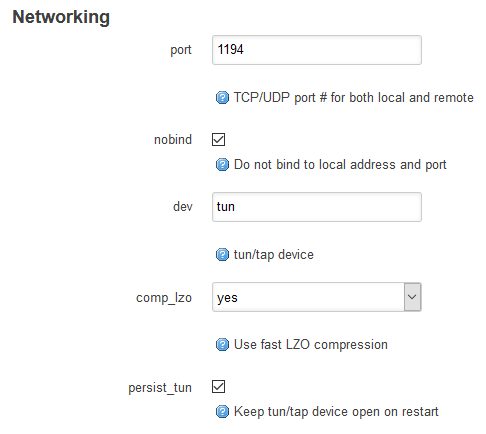 Networking
port
1194
TCP/UDP port # for both local and remote
nobind
Do not bind to local address and port
dev
tun
tun/tap device
comp_lzo
yes
Use fast LZO compression
persist_tun
Keep tun/tap device open on restart